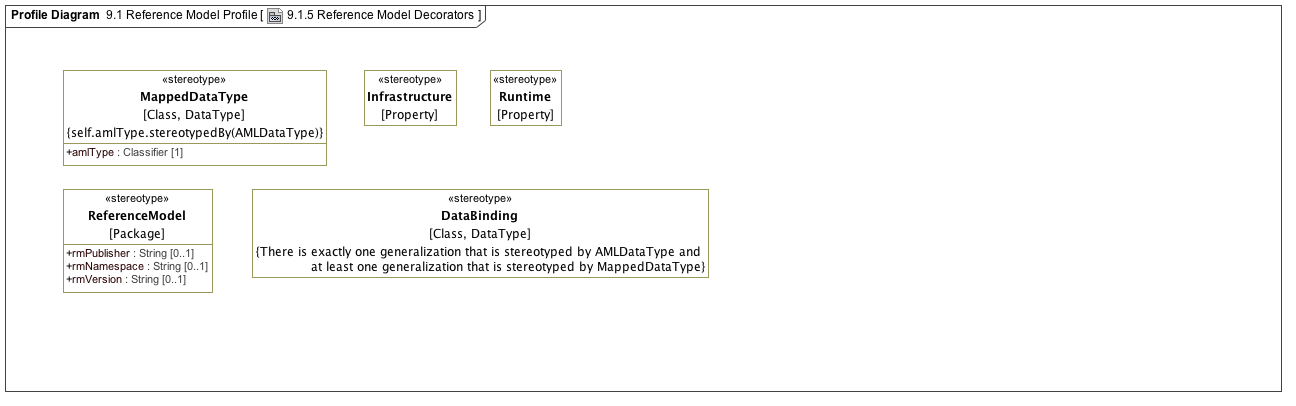 Profile Diagram 9.1 Reference Model Profile [ 9.1.5 Reference Model Decorators ]
«stereotype»
MappedDataType
[Class, DataType]
{self.amlType.stereotypedBy(AMLDataType)}
+amlType : Classifier [1]
«stereotype»
Infrastructure
[Property]
«stereotype»
Runtime
[Property]
«stereotype»
ReferenceModel
[Package]
+rmPublisher : String [0..1]
+rmNamespace : String [0..1]
+rmVersion : String [0..1]
«stereotype»
DataBinding
[Class, DataType]
{There is exactly one generalization that is stereotyped by AMLDataType and
at least one generalization that is stereotyped by MappedDataType}